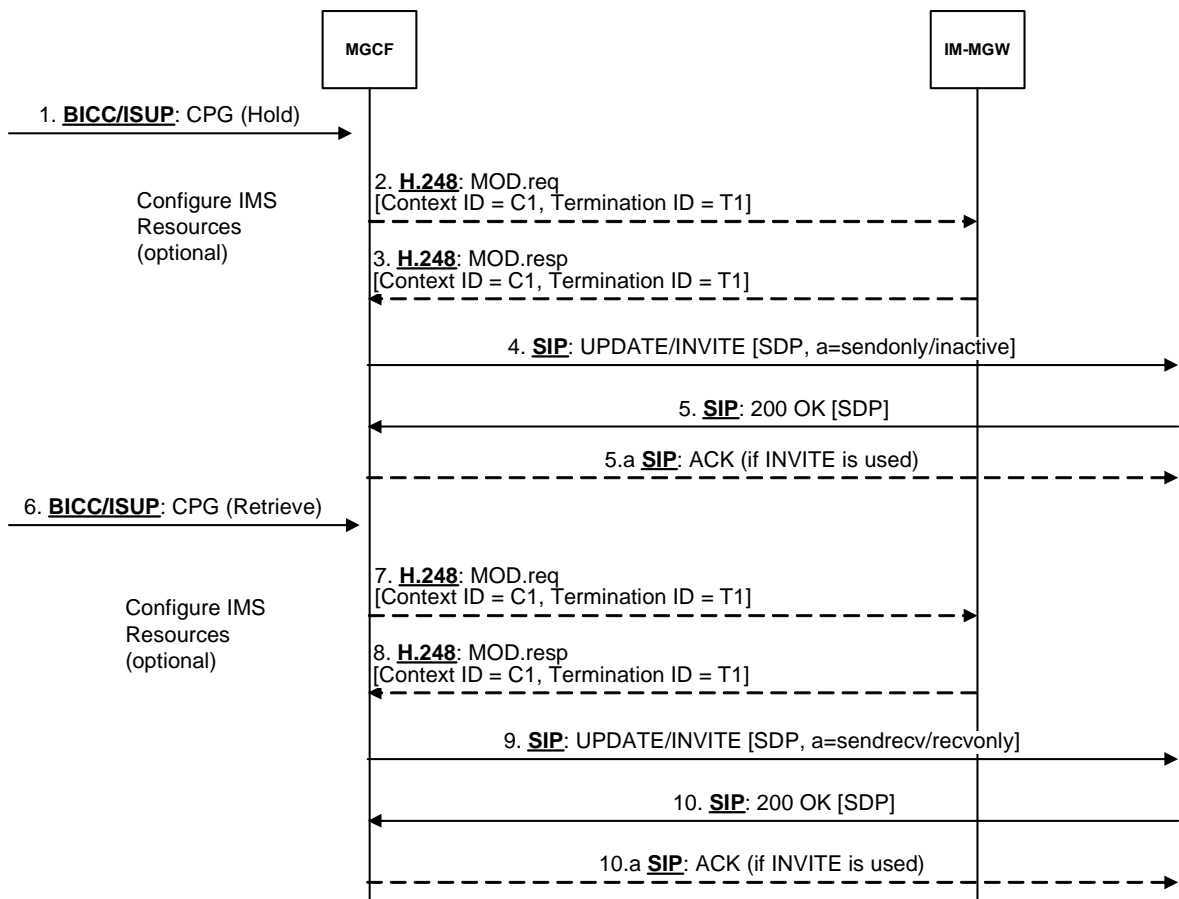 MGCF
IM-MGW
1. BICC/ISUP: CPG (Hold)
Configure IMS
Resources
(optional)
2. H.248: MOD.req
[Context ID = C1, Termination ID = T1]
3. H.248: MOD.resp
[Context ID = C1, Termination ID = T1]
4. SIP: UPDATE/INVITE [SDP, a=sendonly/inactive]
5. SIP: 200 OK [SDP]
5.a SIP: ACK (if INVITE is used)
6. BICC/ISUP: CPG (Retrieve)
Configure IMS
Resources
(optional)
7. H.248: MOD.req
[Context ID = C1, Termination ID = T1]
8. H.248: MOD.resp
[Context ID = C1, Termination ID = T1]
9. SIP: UPDATE/INVITE [SDP, a=sendrecv/recvonly]
10. SIP: 200 OK [SDP]
10.a SIP: ACK (if INVITE is used)